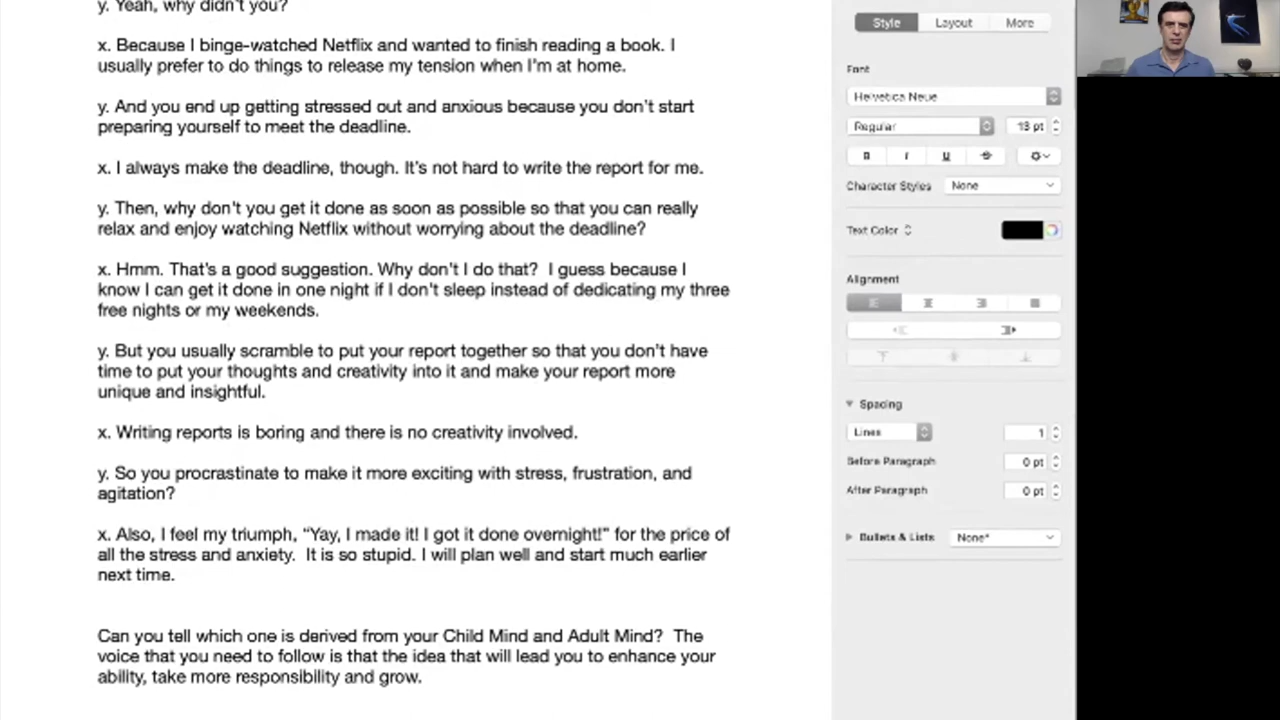 y. Yeah, why didn't you?
x. Because I binge-watched Netflix and wanted to finish reading a book. I
usually prefer to do things to release my tension when I'm at home.
y. And you end up getting stressed out and anxious because you don't start
preparing yourself to meet the deadline.
x. I always make the deadline, though. It's not hard to write the report for me.
y. Then, why don't you get it done as soon as possible so that you can really
relax and enjoy watching Netflix without worrying about the deadline?
x. Hmm. That's a good suggestion. Why don't I do that?  I guess because I
know I can get it done in one night if I don't sleep instead of dedicating my three
free nights or my weekends.
y. But you usually scramble to put your report together so that you don't have
time to put your thoughts and creativity into it and make your report more
unique and insightful.
x. Writing reports is boring and there is no creativity involved.
y. So you procrastinate to make it more exciting with stress, frustration, and
agitation?
x. Also, I feel my triumph, "Yay, I made it! I got it done overnight!" for the price of
all the stress and anxiety.  It is so stupid. I will plan well and start much earlier
next time.
Can you tell which one is derived from your Child Mind and Adult Mind?  The
voice that you need to follow is that the idea that will lead you to enhance your
ability, take more responsibility and grow.
Style Layout More
Font
Helvetica Neue
Regular 13 pt
B I U S
Character Styles None
Text Color
Alignment
Spacing
Lines 1
Before Paragraph 0 pt
After Paragraph 0 pt
Bullets & Lists None*